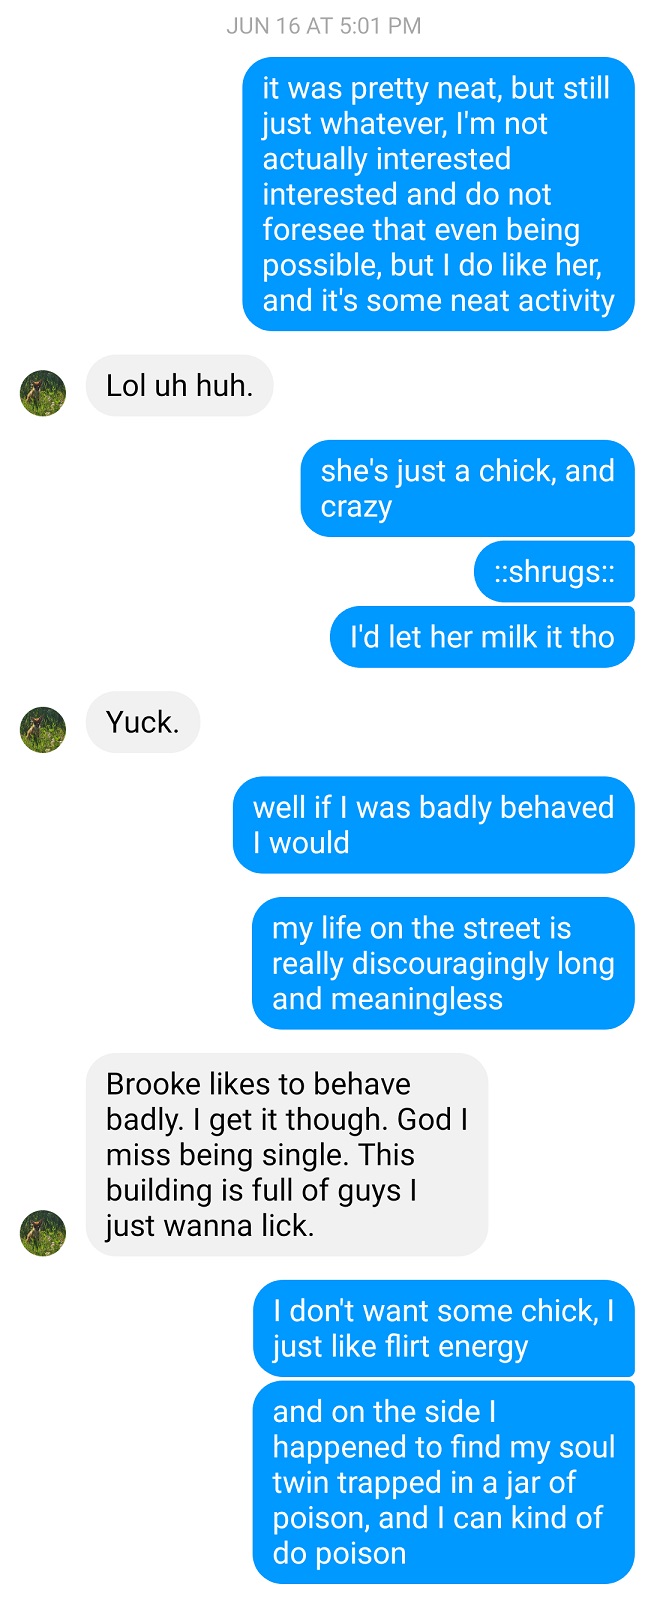 JUN 16 AT 5:01 PM
it was pretty neat, but still
just whatever, I'm not
actually interested
interested and do not
foresee that even being
possible, but I do like her,
and it's some neat activity
Lol uh huh.
she's just a chick, and
crazy
::shrugs::
I'd let her milk it tho
Yuck.
well if I was badly behaved
I would
my life on the street is
really discouragingly long
and meaningless
Brooke likes to behave
badly. I get it though. God I
miss being single. This
building is full of guys I
just wanna lick.
I don't want some chick, I
just like flirt energy
and on the side I
happened to find my soul
twin trapped in a jar of
poison, and I can kind of
do poison